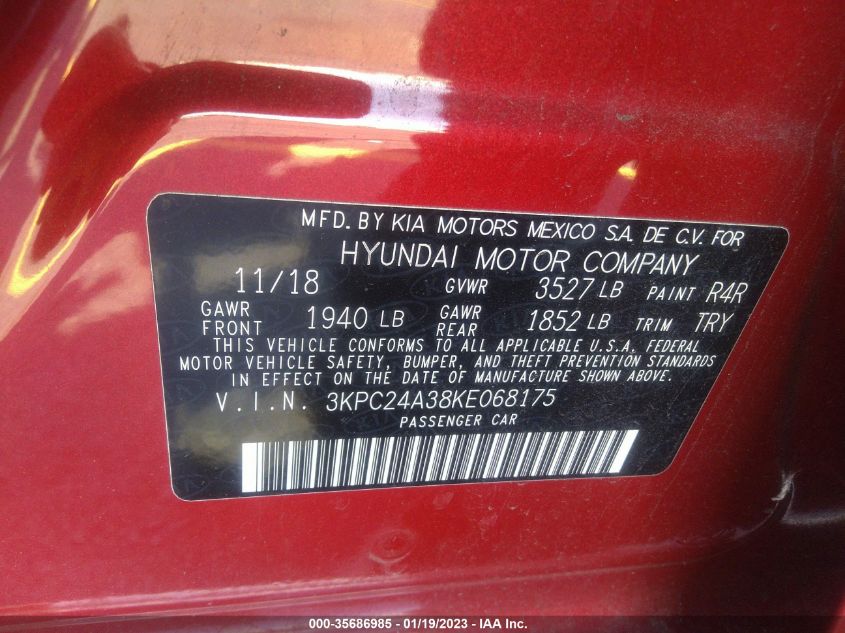 MFD. BY KIA MOTORS MEXICO S.A. DE C.V. FOR
HYUNDAI MOTOR COMPANY
11/18 GVWR 3527 LB PAINT R4R
GAWR FRONT 1940 LB GAWR REAR 1852 LB TRIM TRY
THIS VEHICLE CONFORMS TO ALL APPLICABLE U.S.A. FEDERAL
MOTOR VEHICLE SAFETY, BUMPER, AND THEFT PREVENTION STANDARDS
IN EFFECT ON THE DATE OF MANUFACTURE SHOWN ABOVE.
V.I.N. 3KPC24A38KE068175
PASSENGER CAR
000-35686985 - 01/19/2023 - IAA Inc.